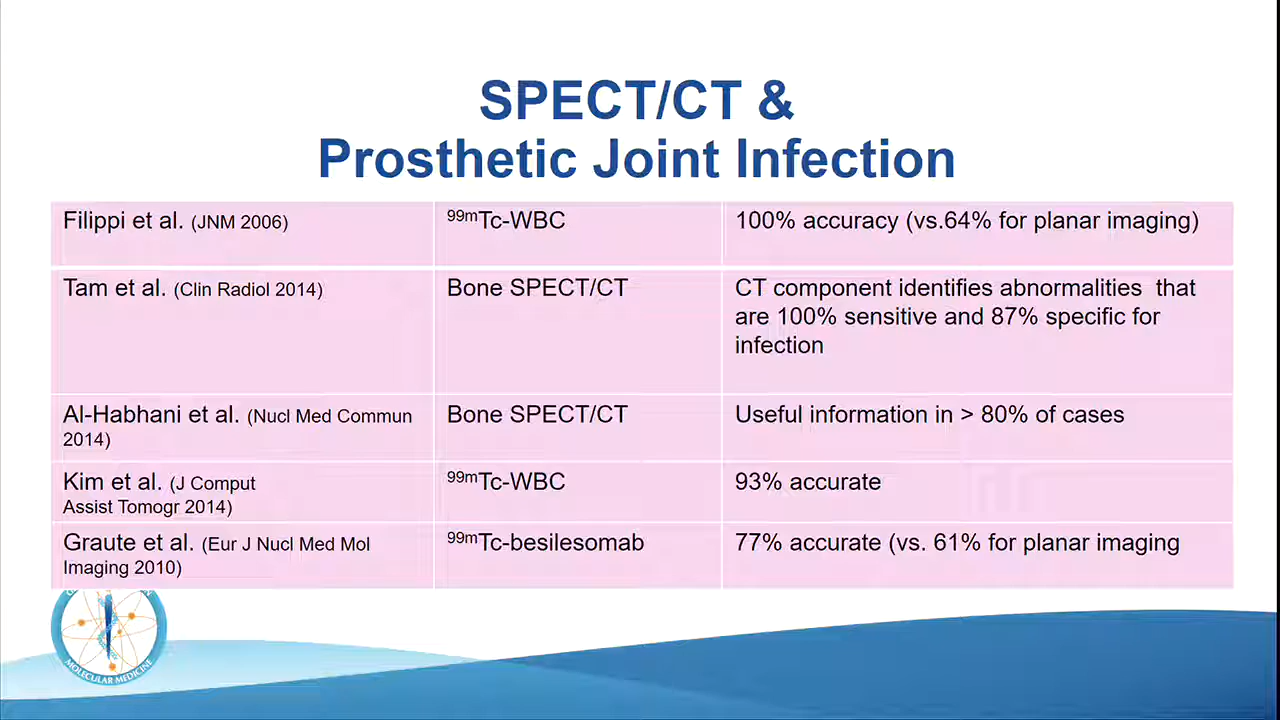 SPECT/CT &
Prosthetic Joint Infection
Filippi et al. (JNM 2006)
99mTc-WBC
100% accuracy (vs.64% for planar imaging)
Tam et al. (Clin Radiol 2014)
Bone SPECT/CT
CT component identifies abnormalities that
are 100% sensitive and 87% specific for
infection
Al-Habhani et al. (Nucl Med Commun
2014)
Bone SPECT/CT
Useful information in > 80% of cases
Kim et al. (J Comput
Assist Tomogr 2014)
99mTc-WBC
93% accurate
Graute et al. (Eur J Nucl Med Mol
Imaging 2010)
99mTc-besilesomab
77% accurate (vs. 61% for planar imaging
MOLECULAR MEDICINE